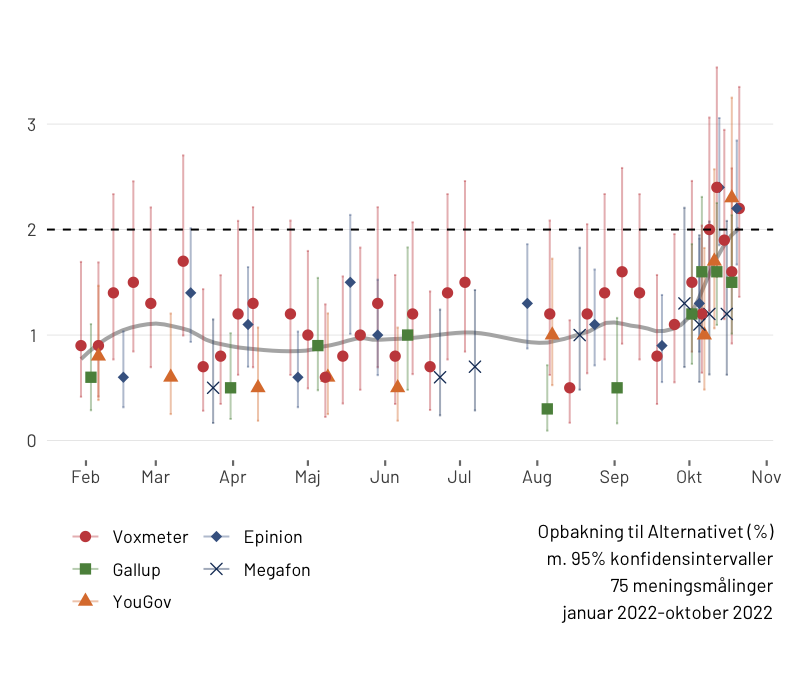 3
2
1
0
Feb Mar Apr Maj Jun Jul Aug Sep Okt Nov
Voxmeter Epinion
Gallup Megafon
YouGov
Opbakning til Alternativet (%)
m. 95% konfidensintervaller
75 meningsmålinger
januar 2022-oktober 2022